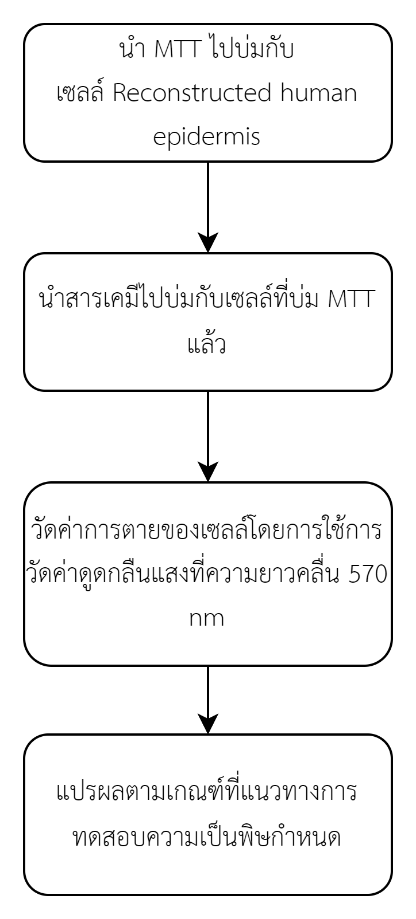 นำ MTT ไปบ่มกับ
เซลล์ Reconstructed human
epidermis
นำสารเคมีไปบ่มกับเซลล์ที่บ่ม MTT
แล้ว
วัดค่าการตายของเซลล์โดยการใช้การ
วัดค่าดูดกลืนแสงที่ความยาวคลื่น 570
nm
แปรผลตามเกณฑ์ที่แนวทางการ
ทดสอบความเป็นพิษกำหนด